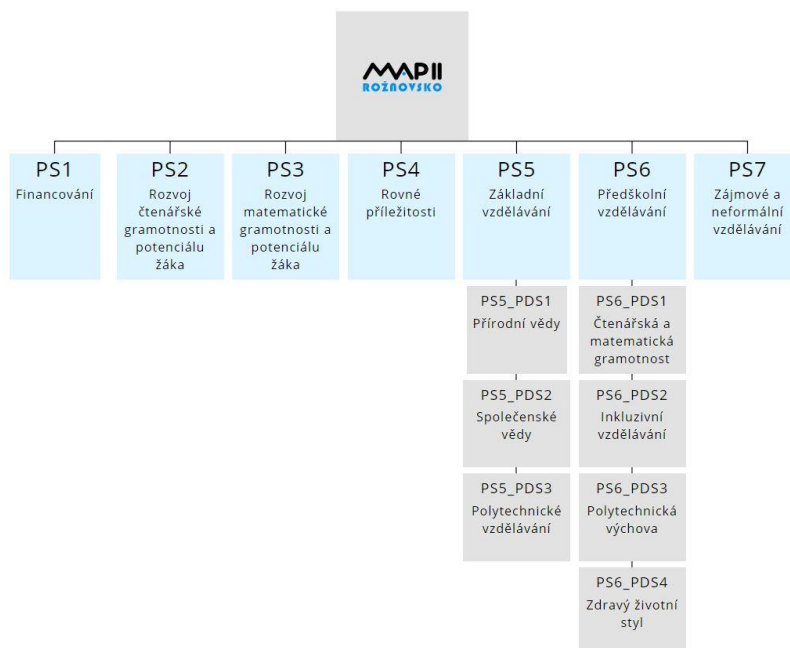 MAPII
ROŽNOVSKO
PS1
Financování
PS2
Rozvoj
čtenářské
gramotnosti a
potenciálu
žáka
PS3
Rozvoj
matematické
gramotnosti a
potenciálu
žáka
PS4
Rovné
příležitosti
PS5
Základní
vzdělávání
PS6
Předškolní
vzdělávání
PS7
Zájmové a
neformální
vzdělávání
PS5_PDS1
Přírodní vědy
PS5_PDS2
Společenské
vědy
PS5_PDS3
Polytechnické
vzdělávání
PS6_PDS1
Čtenářská a
matematická
gramotnost
PS6_PDS2
Inkluzivní
vzdělávání
PS6_PDS3
Polytechnická
výchova
PS6_PDS4
Zdravý životní
styl